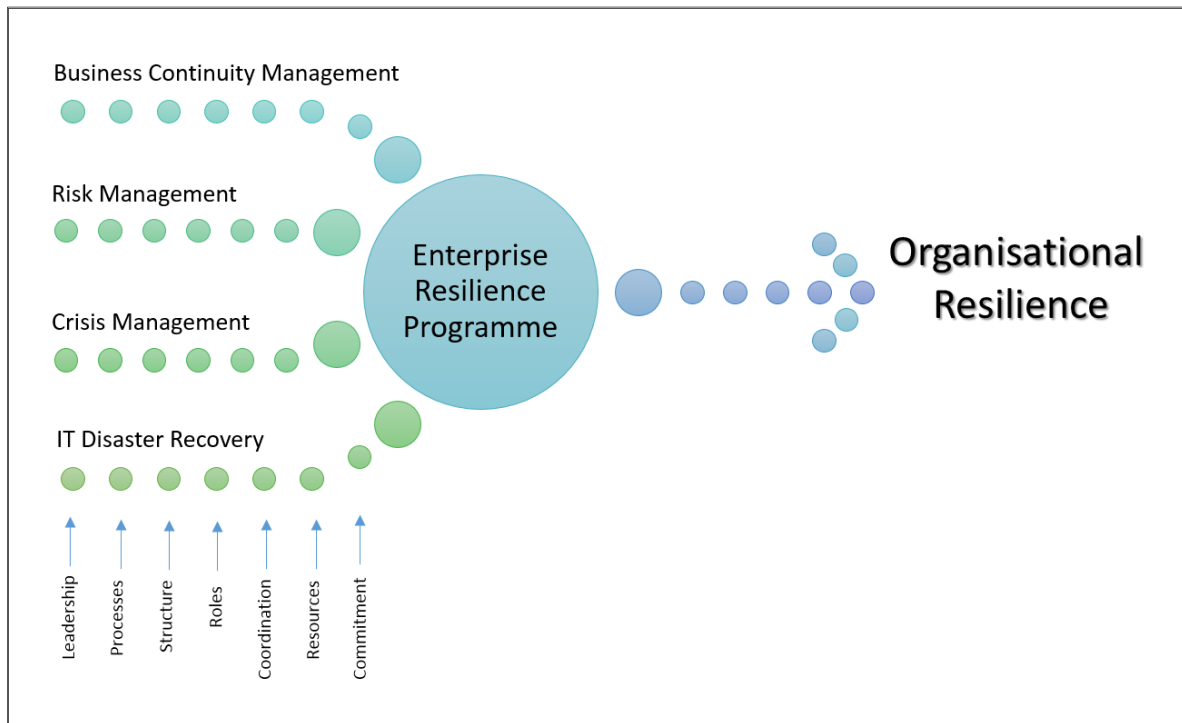 Business Continuity Management
Risk Management
Crisis Management
IT Disaster Recovery
Enterprise
Resilience
Programme
Organisational
Resilience
Leadership
Processes
Structure
Roles
Coordination
Resources
Commitment